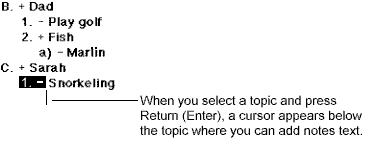 B. + Dad
1. - Play golf
2. + Fish
a) - Marlin
C. + Sarah
1. - Snorkeling
When you select a topic and press
Return (Enter), a cursor appears below
the topic where you can add notes text.